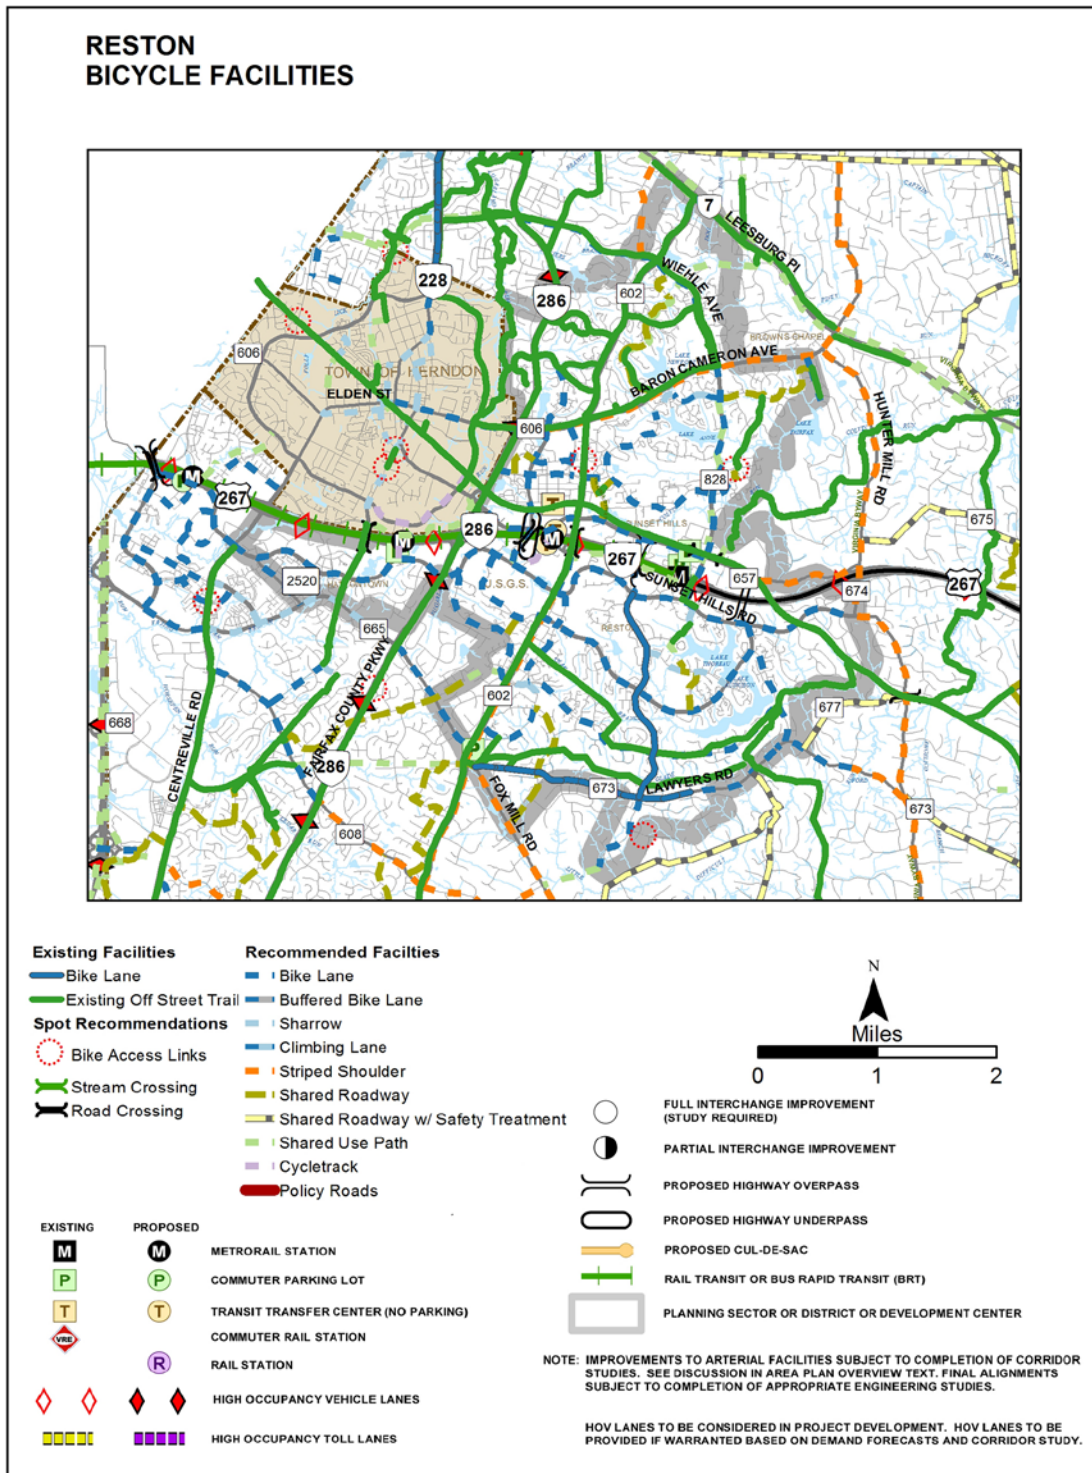 RESTON
BICYCLE FACILITIES
7
LEESBURG PI
228
WIEHLE AVE
286
602
606
BROWNS CHAPEL
TOWN OF HERNDON
BARON CAMERON AVE
ELDEN ST
HUNTER MILL RD
606
828
267
286
SUNSET HILLS
675
267
2520
U.S.G.S.
SUNSET HILLS RD
657
674
267
665
RESTON
FAIRFAX COUNTY PKWY
602
668
CENTREVILLE RD
677
286
LAWYERS RD
673
FOX MILL RD
608
673
Existing Facilities
Bike Lane
Existing Off Street Trail
Spot Recommendations
Bike Access Links
Stream Crossing
Road Crossing
Recommended Facilties
Bike Lane
Buffered Bike Lane
Sharrow
Climbing Lane
Striped Shoulder
Shared Roadway
Shared Roadway w/ Safety Treatment
Shared Use Path
Cycletrack
Policy Roads
N
Miles
0 1 2
EXISTING PROPOSED
M M METRORAIL STATION
P P COMMUTER PARKING LOT
T T TRANSIT TRANSFER CENTER (NO PARKING)
VRE COMMUTER RAIL STATION
R RAIL STATION
HIGH OCCUPANCY VEHICLE LANES
HIGH OCCUPANCY TOLL LANES
FULL INTERCHANGE IMPROVEMENT
(STUDY REQUIRED)
PARTIAL INTERCHANGE IMPROVEMENT
PROPOSED HIGHWAY OVERPASS
PROPOSED HIGHWAY UNDERPASS
PROPOSED CUL-DE-SAC
RAIL TRANSIT OR BUS RAPID TRANSIT (BRT)
PLANNING SECTOR OR DISTRICT OR DEVELOPMENT CENTER
NOTE: IMPROVEMENTS TO ARTERIAL FACILITIES SUBJECT TO COMPLETION OF CORRIDOR
STUDIES. SEE DISCUSSION IN AREA PLAN OVERVIEW TEXT. FINAL ALIGNMENTS
SUBJECT TO COMPLETION OF APPROPRIATE ENGINEERING STUDIES.
HOV LANES TO BE CONSIDERED IN PROJECT DEVELOPMENT. HOV LANES TO BE
PROVIDED IF WARRANTED BASED ON DEMAND FORECASTS AND CORRIDOR STUDY.